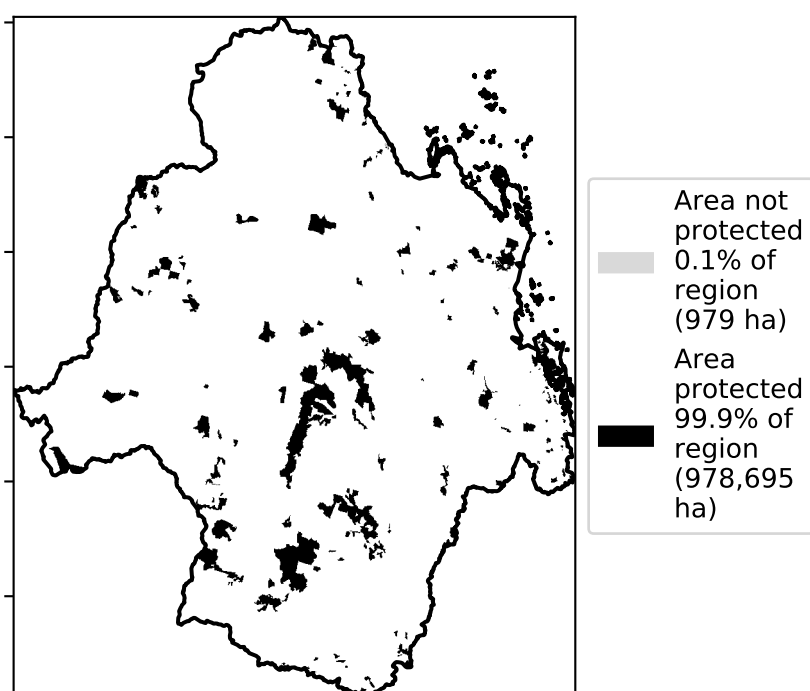 Area not
protected
0.1% of
region
(979 ha)
Area
protected
99.9% of
region
(978,695
ha)